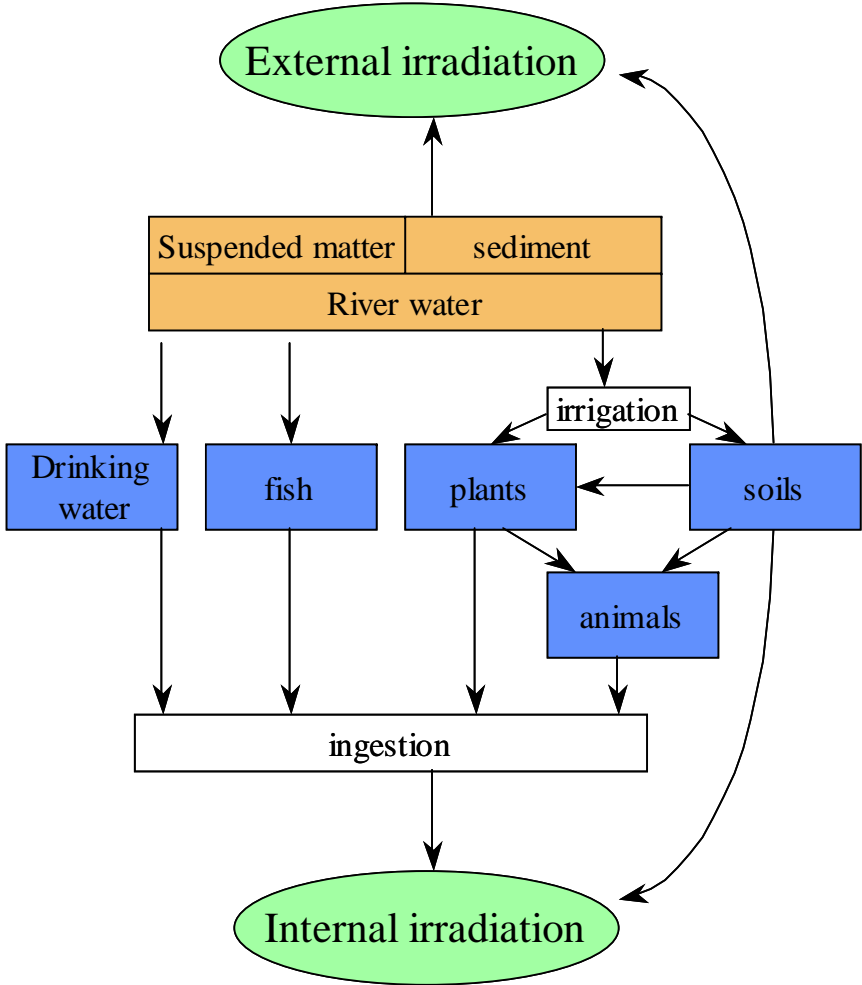 External irradiation
Suspended matter
sediment
River water
irrigation
Drinking
water
fish
plants
soils
animals
ingestion
Internal irradiation